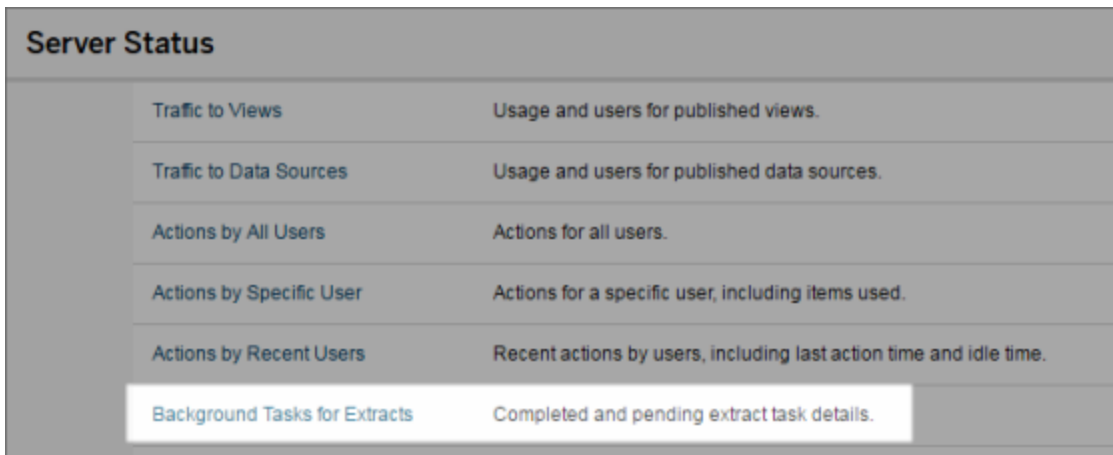 Server Status
Traffic to Views Usage and users for published views.
Traffic to Data Sources Usage and users for published data sources.
Actions by All Users Actions for all users.
Actions by Specific User Actions for a specific user, including items used.
Actions by Recent Users Recent actions by users, including last action time and idle time.
Background Tasks for Extracts Completed and pending extract task details.